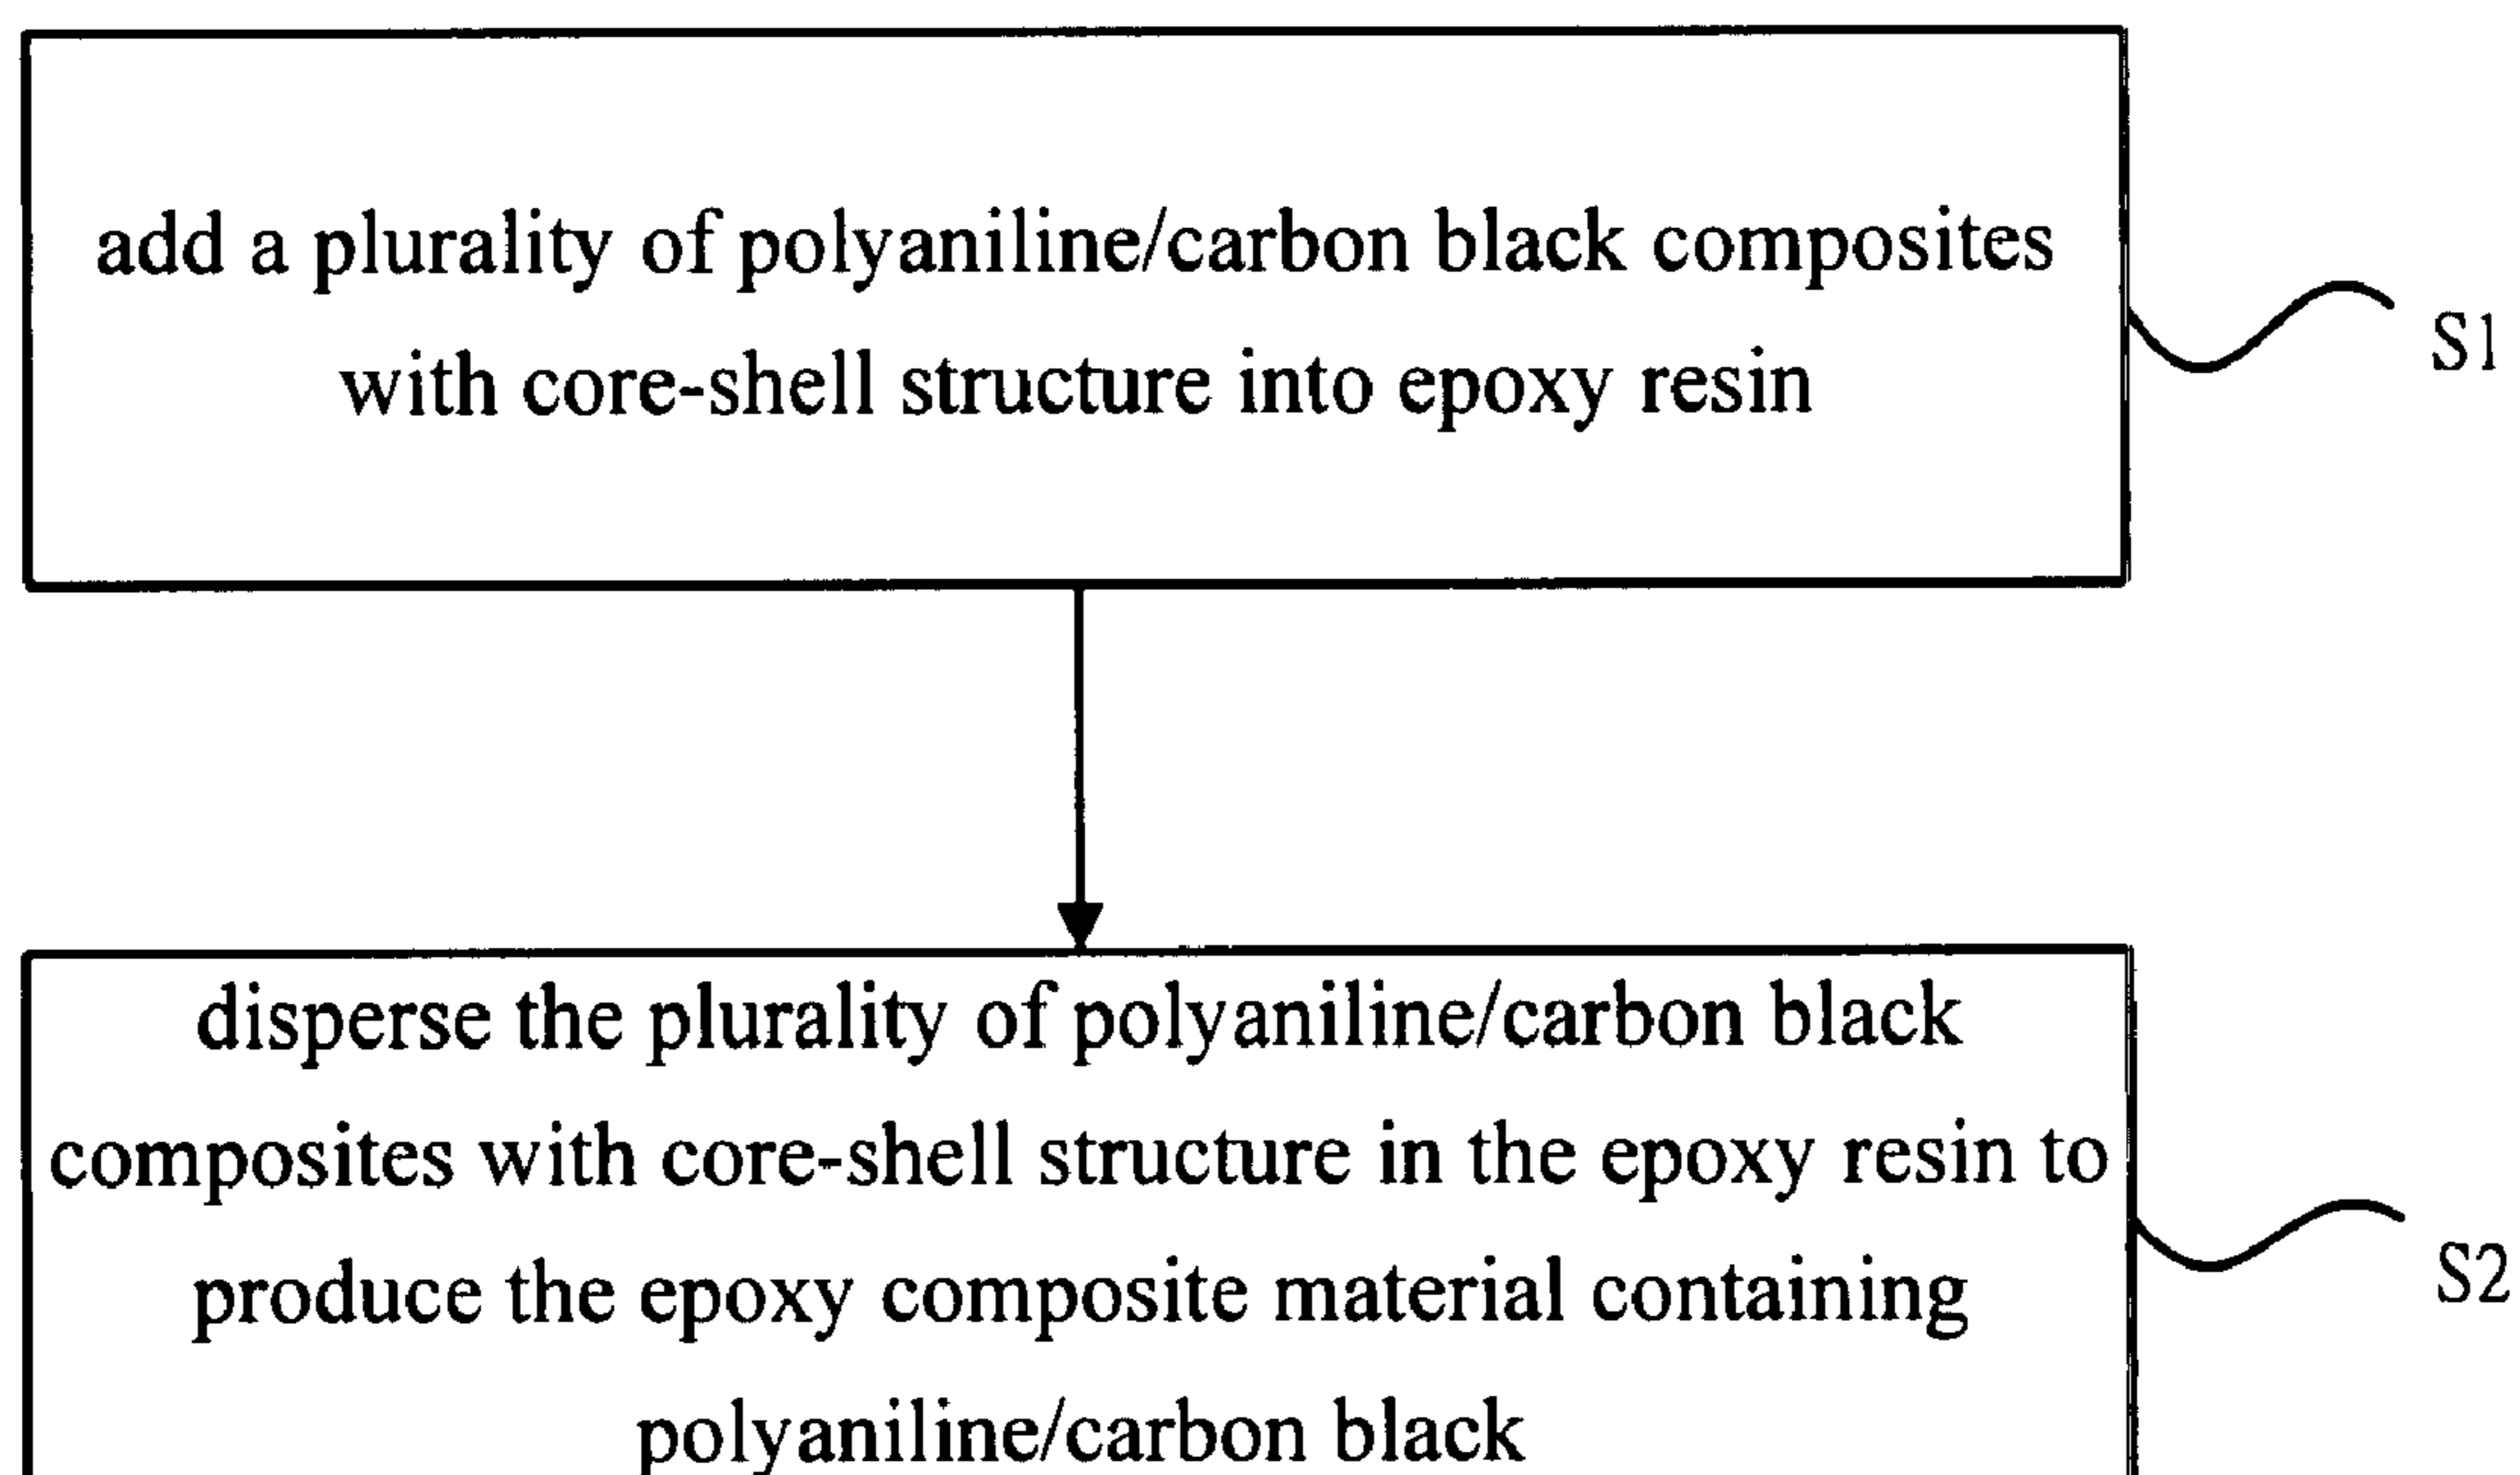 add a plurality of polyaniline/carbon black composites
with core-shell structure into epoxy resin
S1
disperse the plurality of polyaniline/carbon black
composites with core-shell structure in the epoxy resin to
produce the epoxy composite material containing
polyaniline/carbon black
S2